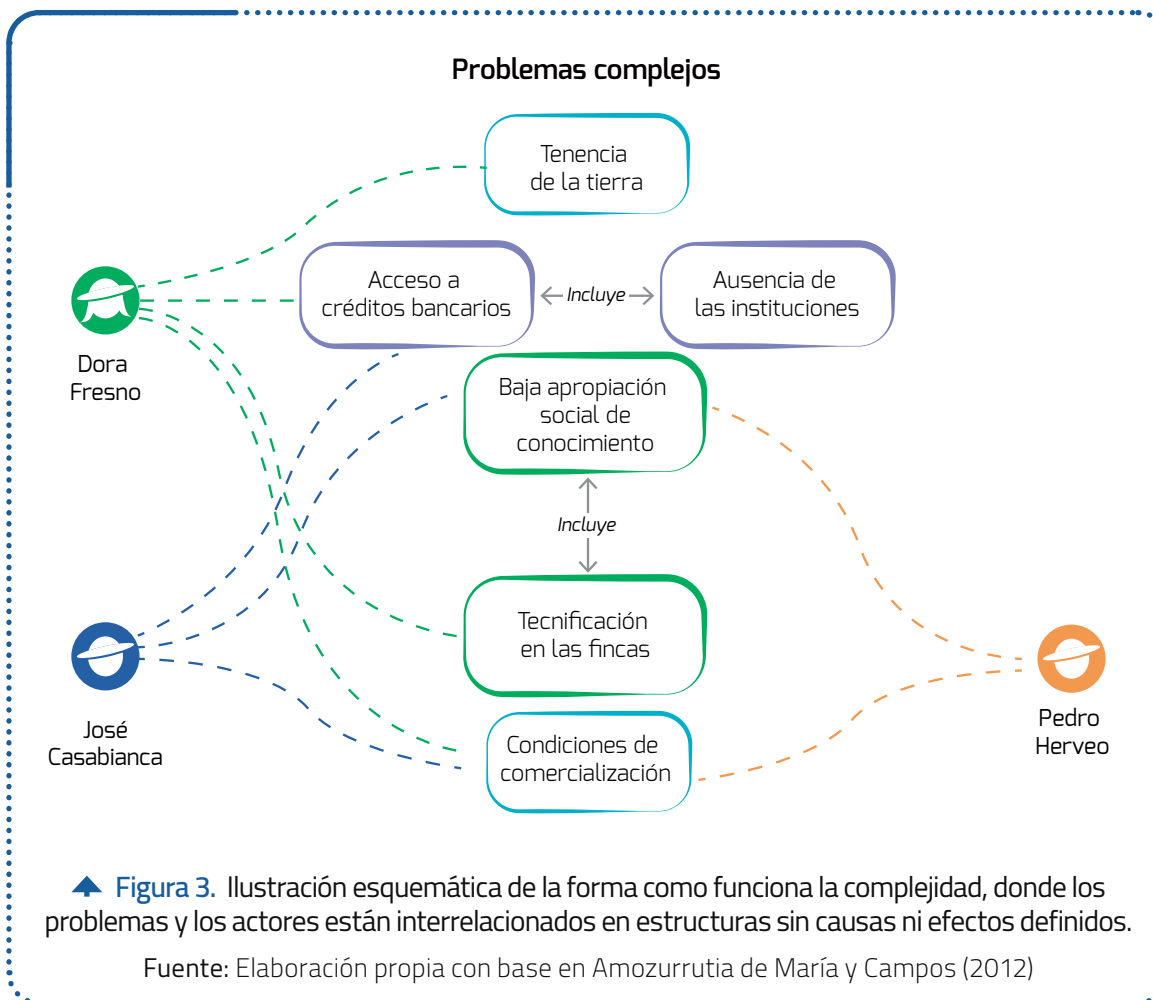 Problemas complejos
Tenencia
de la tierra
Acceso a
créditos bancarios
Incluye
Ausencia de
las instituciones
Dora
Fresno
Baja apropiación
social de
conocimiento
Incluye
Tecnificación
en las fincas
José
Casabianca
Condiciones de
comercialización
Pedro
Herveo
Figura 3. Ilustración esquemática de la forma como funciona la complejidad, donde los
problemas y los actores están interrelacionados en estructuras sin causas ni efectos definidos.
Fuente: Elaboración propia con base en Amozurrutia de María y Campos (2012)